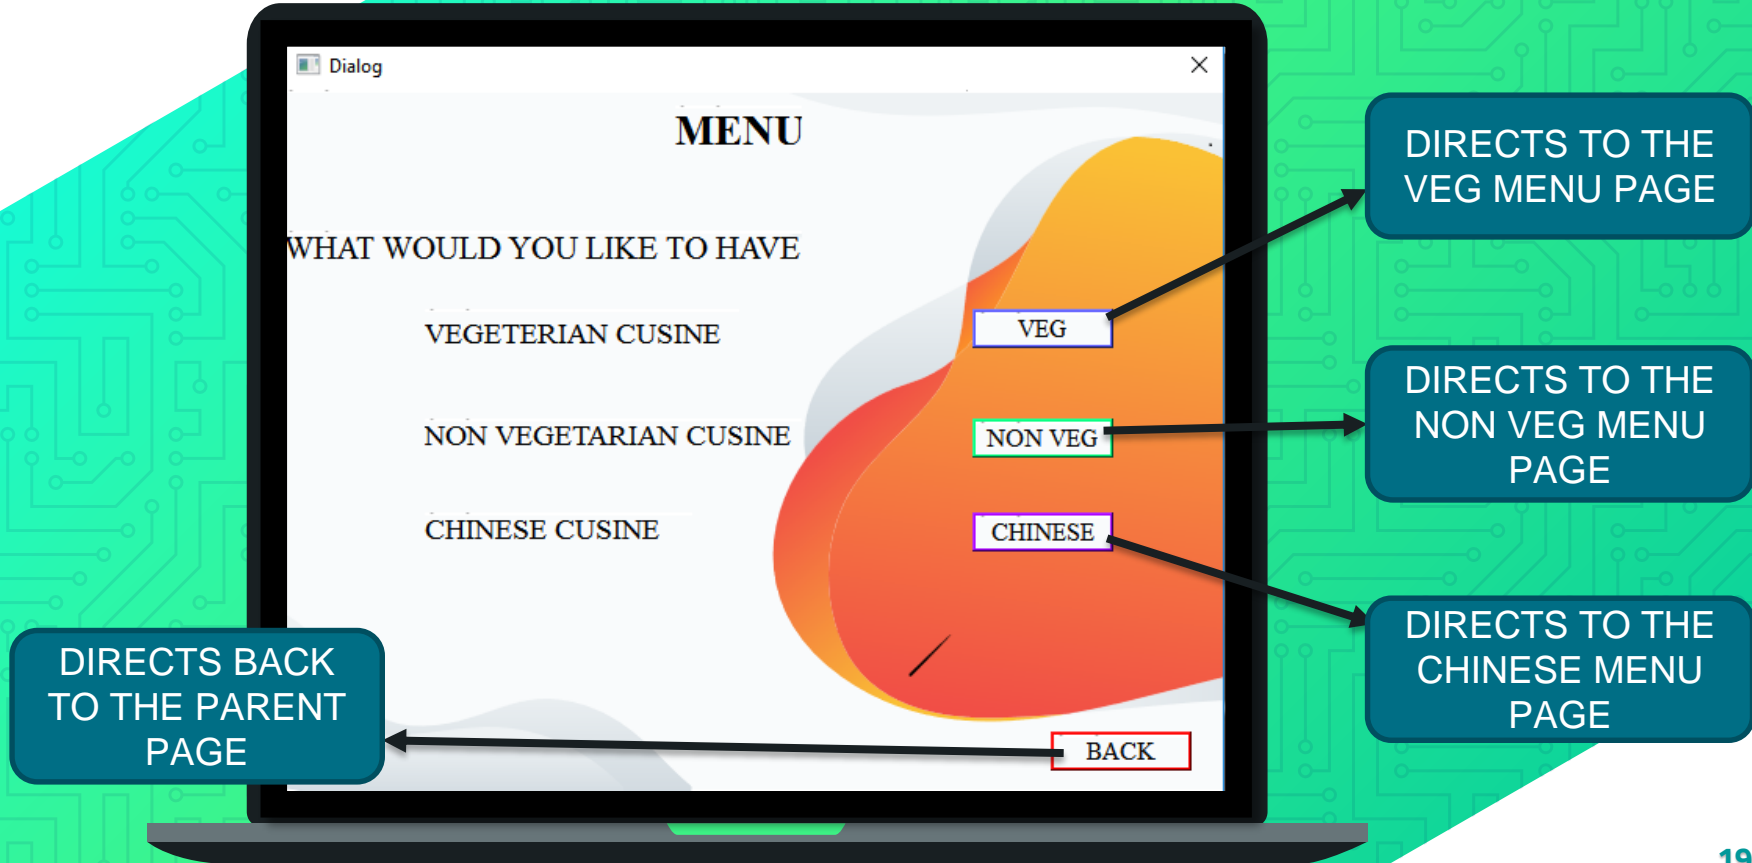 Dialog
MENU
WHAT WOULD YOU LIKE TO HAVE
VEGETERIAN CUSINE
VEG
NON VEGETARIAN CUSINE
NON VEG
CHINESE CUSINE
CHINESE
BACK
DIRECTS TO THE
VEG MENU PAGE
DIRECTS TO THE
NON VEG MENU
PAGE
DIRECTS TO THE
CHINESE MENU
PAGE
DIRECTS BACK
TO THE PARENT
PAGE
19